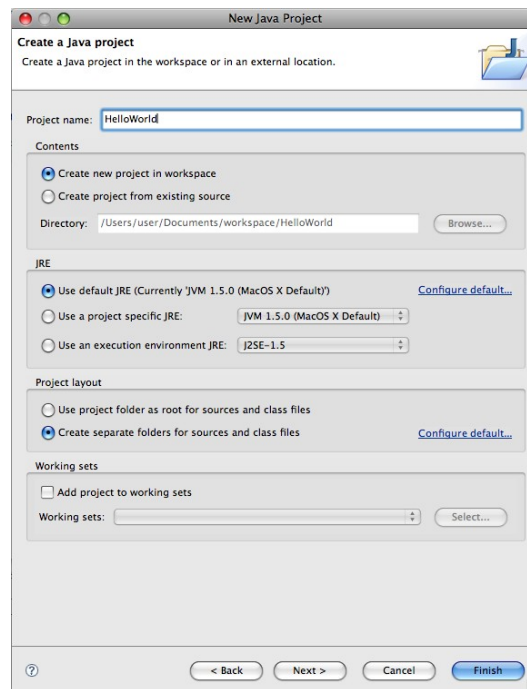 New Java Project
Create a Java project
Create a Java project in the workspace or in an external location.
Project name: HelloWorld
Contents
Create new project in workspace
Create project from existing source
Directory: /Users/user/Documents/workspace/HelloWorld Browse...
JRE
Use default JRE (Currently 'JVM 1.5.0 (MacOS X Default)') Configure default...
Use a project specific JRE: JVM 1.5.0 (MacOS X Default)
Use an execution environment JRE: J2SE-1.5
Project layout
Use project folder as root for sources and class files
Create separate folders for sources and class files Configure default...
Working sets
Add project to working sets
Working sets: Select...
? < Back Next > Cancel Finish